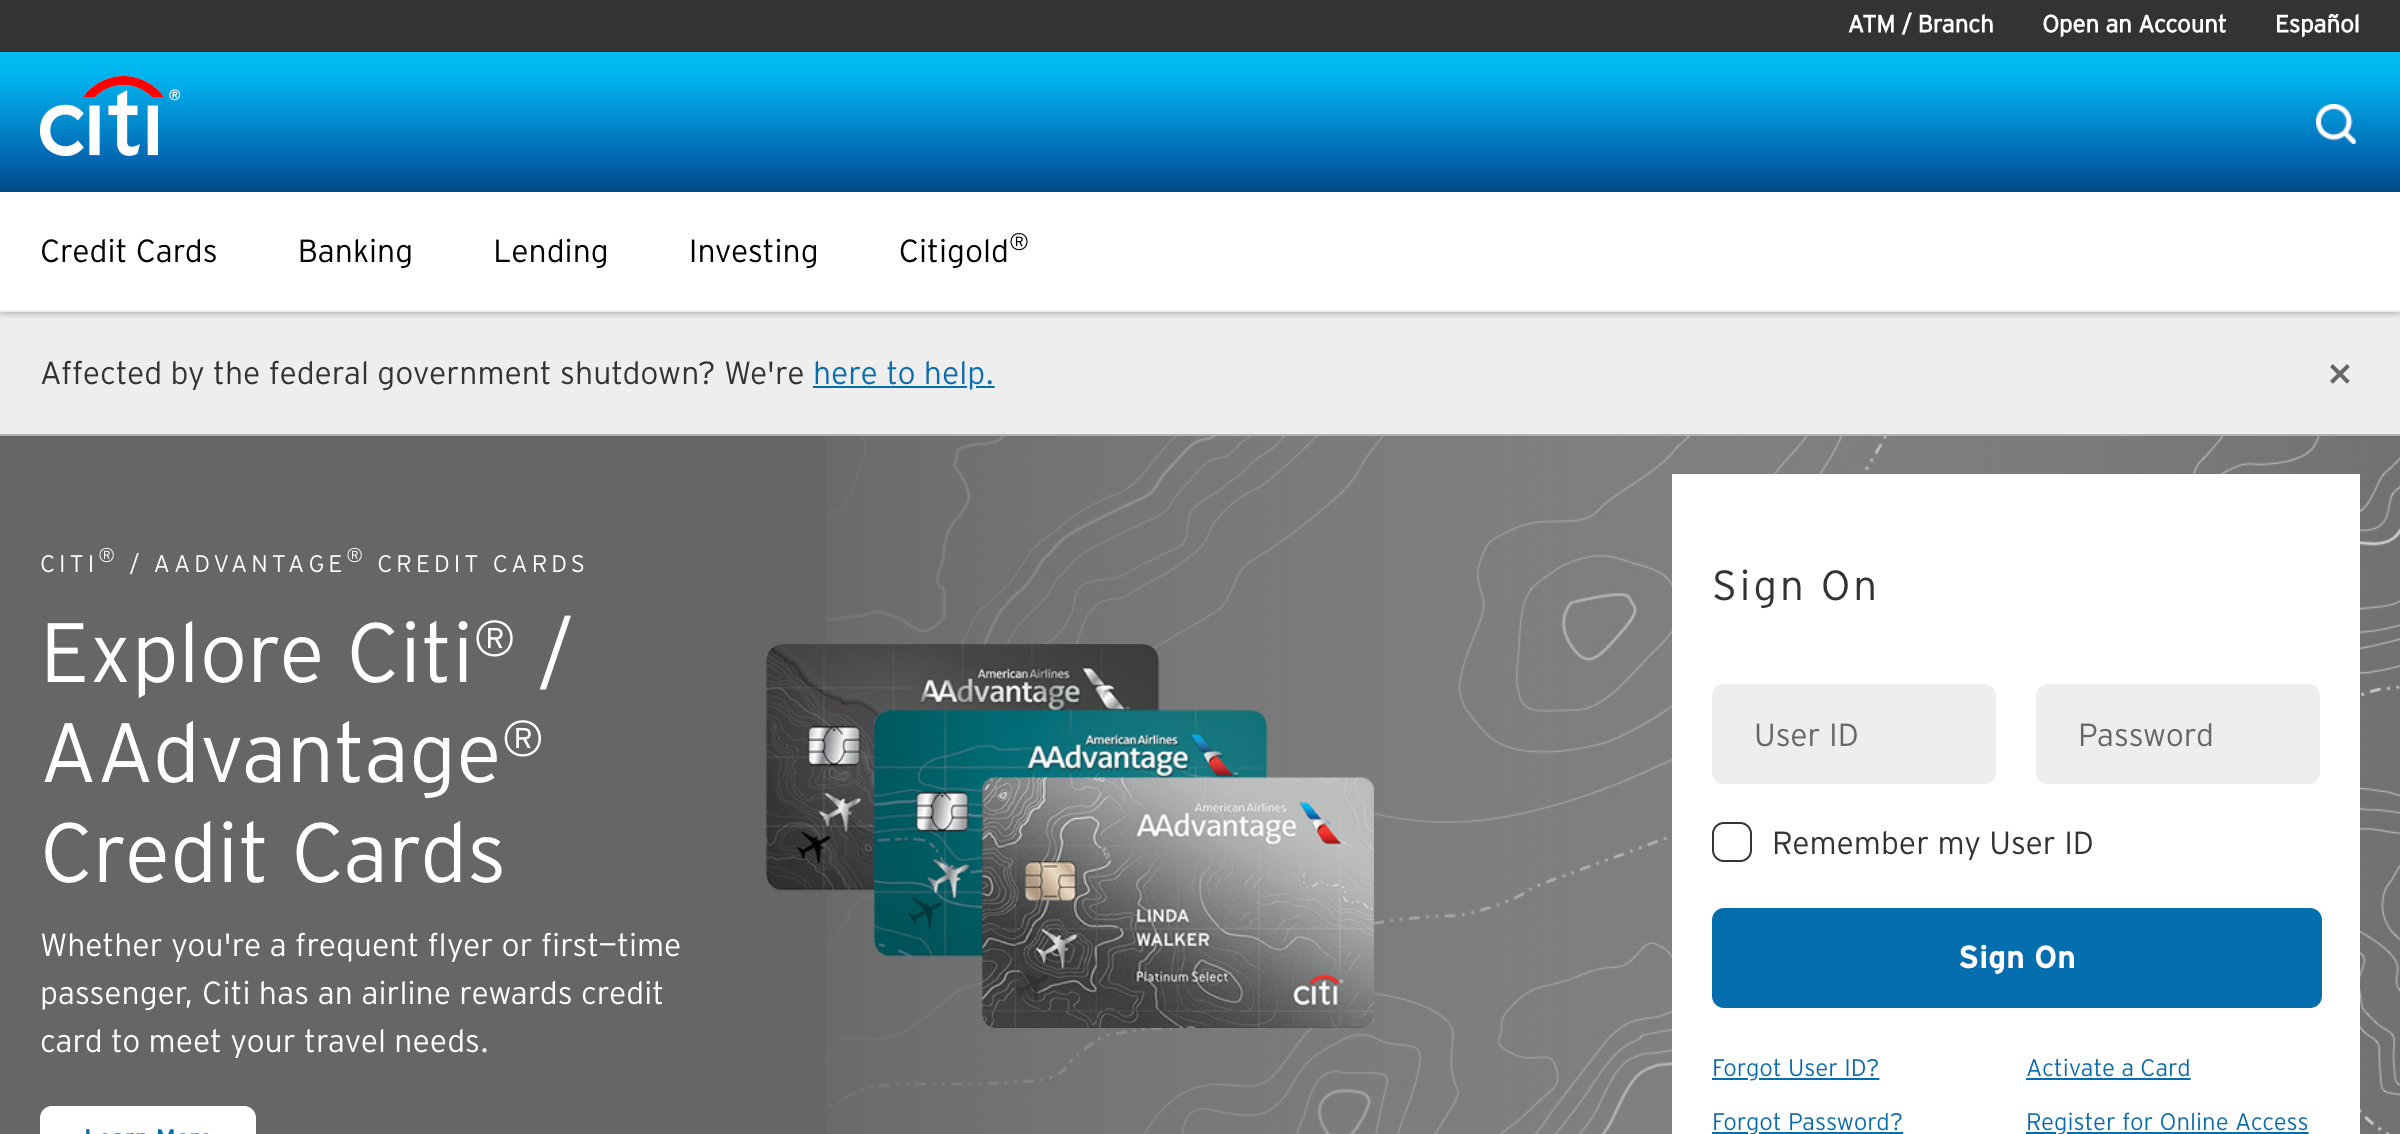 ATM / Branch Open an Account Español
citi®
Credit Cards Banking Lending Investing Citigold®
Affected by the federal government shutdown? We're here to help.
CITI® / AADVANTAGE® CREDIT CARDS
Explore Citi® /
AAdvantage®
Credit Cards
Whether you're a frequent flyer or first–time
passenger, Citi has an airline rewards credit
card to meet your travel needs.
Learn More
American Airlines
AAdvantage
American Airlines
AAdvantage
American Airlines
AAdvantage
LINDA
WALKER
Platinum Select
citi
Sign On
User ID Password
Remember my User ID
Sign On
Forgot User ID? Activate a Card
Forgot Password? Register for Online Access